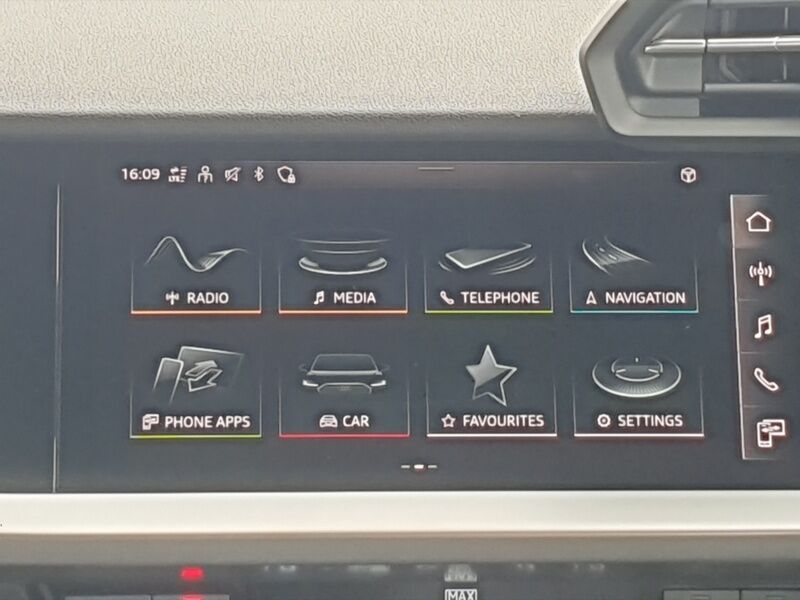 16:09
RADIO
MEDIA
TELEPHONE
NAVIGATION
PHONE APPS
CAR
FAVOURITES
SETTINGS
MAX